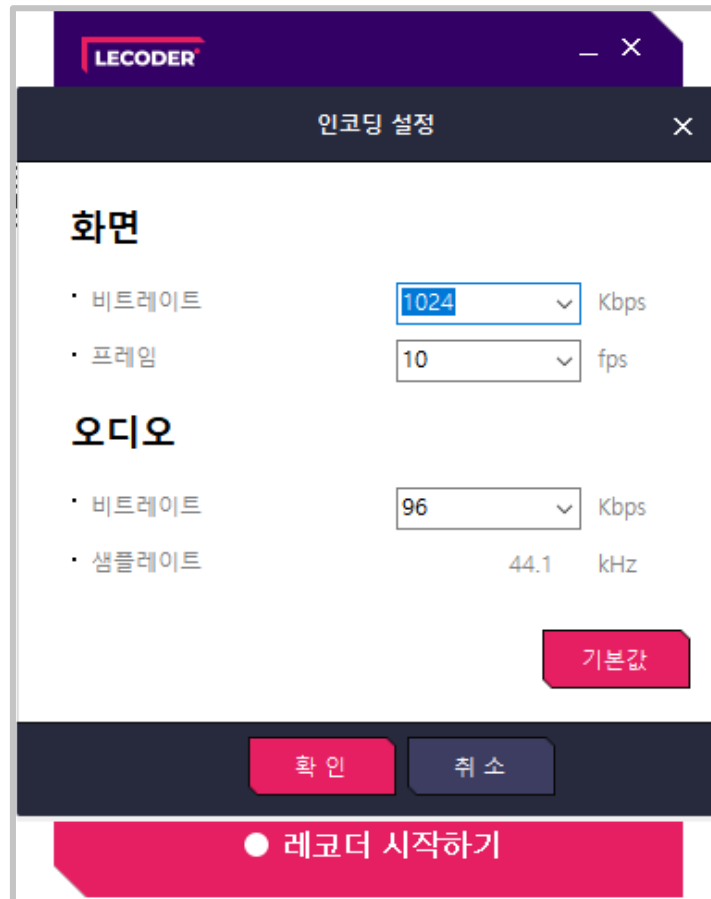 LECODER
인코딩 설정
화면
· 비트레이트 1024 Kbps
· 프레임 10 fps
오디오
· 비트레이트 96 Kbps
· 샘플레이트 44.1 kHz
기본값
확 인 취 소
레코더 시작하기